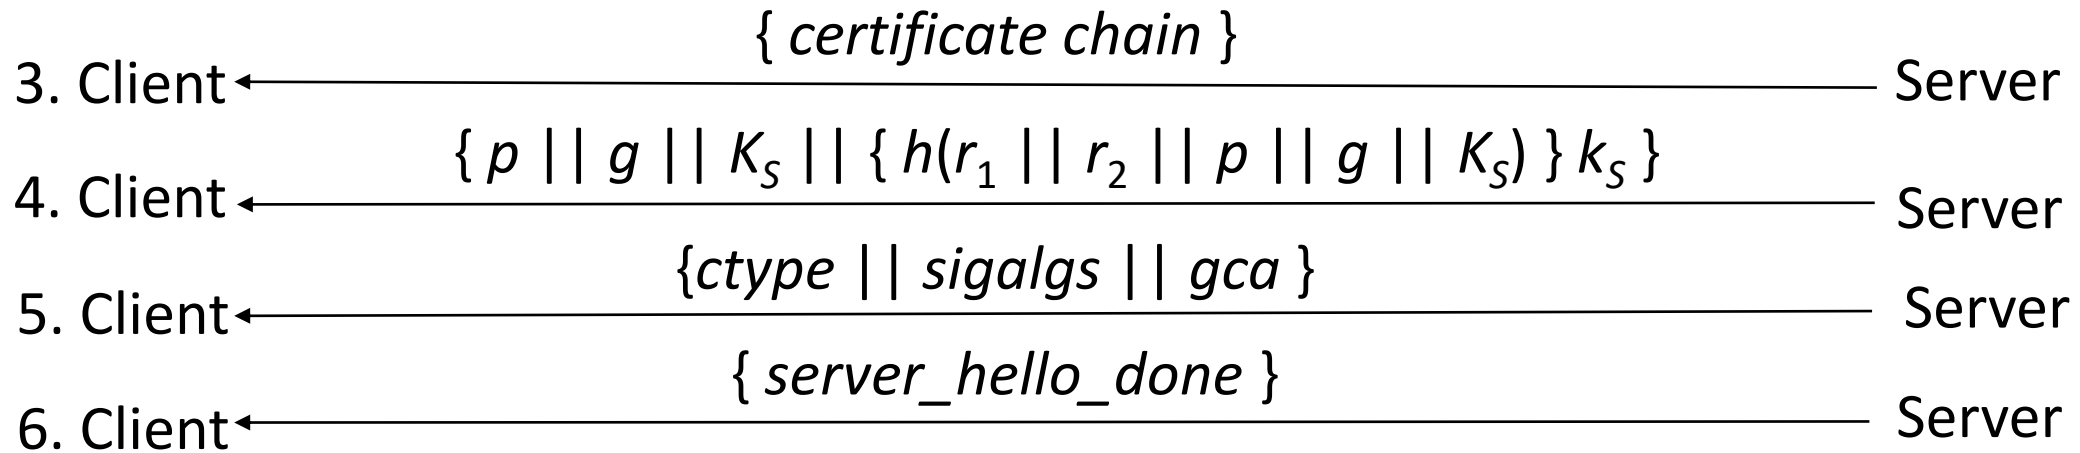 { certificate chain }
3. Client Server
{ p || g || K_S || { h(r_1 || r_2 || p || g || K_S) } k_S }
4. Client Server
{ctype || sigalgs || gca }
5. Client Server
{ server_hello_done }
6. Client Server